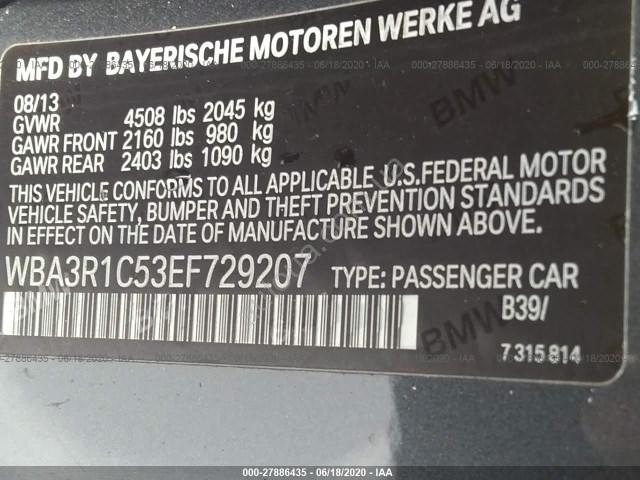 MFD BY BAYERISCHE MOTOREN WERKE AG
08/13
GVWR 4508 lbs 2045 kg
GAWR FRONT 2160 lbs 980 kg
GAWR REAR 2403 lbs 1090 kg
THIS VEHICLE CONFORMS TO ALL APPLICABLE U.S.FEDERAL MOTOR
VEHICLE SAFETY, BUMPER AND THEFT PREVENTION STANDARDS
IN EFFECT ON THE DATE OF MANUFACTURE SHOWN ABOVE.
WBA3R1C53EF729207 TYPE: PASSENGER CAR
B39/
7 315 814
00-27886435 - 06/18/2020 - IAA